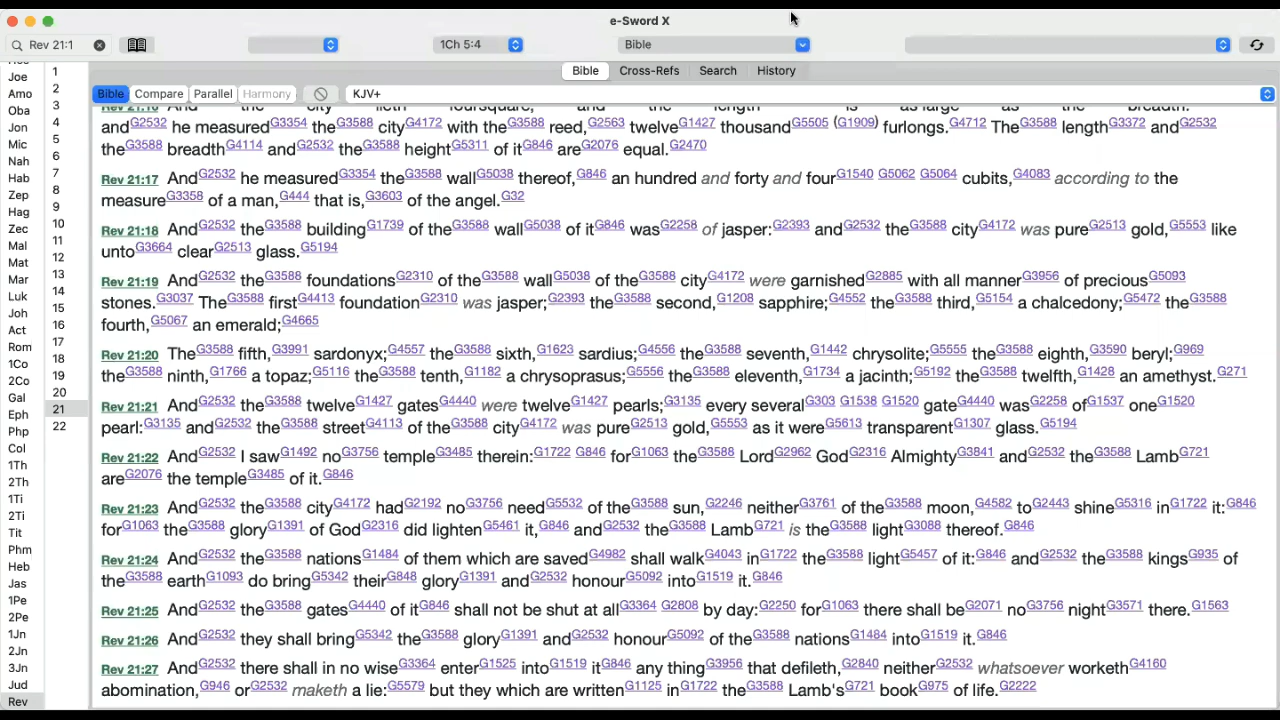 e-Sword X
Rev 21:1
1Ch 5:4
Bible
Bible Cross-Refs Search History
Bible Compare Parallel Harmony
KJV+
Joe
Amo
Oba
Jon
Mic
Nah
Hab
Zep
Hag
Zec
Mal
Mat
Mar
Luk
Joh
Act
Rom
1Co
2Co
Gal
Eph
Php
Col
1Th
2Th
1Ti
2Ti
Tit
Phm
Heb
Jas
1Pe
2Pe
1Jn
2Jn
3Jn
Jud
Rev
1
2
3
4
5
6
7
8
9
10
11
12
13
14
15
16
17
18
19
20
21
22
Rev 21:16 And the city lieth foursquare, and the length is as large as the breadth:
andG2532 he measuredG3354 theG3588 cityG4172 with theG3588 reed,G2563 twelveG1427 thousandG5505 (G1909) furlongs.G4712 TheG3588 lengthG3372 andG2532
theG3588 breadthG4114 andG2532 theG3588 heightG5311 of itG846 areG2076 equal.G2470
Rev 21:17 AndG2532 he measuredG3354 theG3588 wallG5038 thereof,G846 an hundred and forty and fourG1540 G5062 G5064 cubits,G4083 according to the
measureG3358 of a man,G444 that is,G3603 of the angel.G32
Rev 21:18 AndG2532 theG3588 buildingG1739 of theG3588 wallG5038 of itG846 wasG2258 of jasper:G2393 andG2532 theG3588 cityG4172 was pureG2513 gold,G5553 like
untoG3664 clearG2513 glass.G5194
Rev 21:19 AndG2532 theG3588 foundationsG2310 of theG3588 wallG5038 of theG3588 cityG4172 were garnishedG2885 with all mannerG3956 of preciousG5093
stones.G3037 TheG3588 firstG4413 foundationG2310 was jasper;G2393 theG3588 second,G1208 sapphire;G4552 theG3588 third,G5154 a chalcedony;G5472 theG3588
fourth,G5067 an emerald;G4665
Rev 21:20 TheG3588 fifth,G3991 sardonyx;G4557 theG3588 sixth,G1623 sardius;G4556 theG3588 seventh,G1442 chrysolite;G5555 theG3588 eighth,G3590 beryl;G969
theG3588 ninth,G1766 a topaz;G5116 theG3588 tenth,G1182 a chrysoprasus;G5556 theG3588 eleventh,G1734 a jacinth;G5192 theG3588 twelfth,G1428 an amethyst.G271
Rev 21:21 AndG2532 theG3588 twelveG1427 gatesG4440 were twelveG1427 pearls;G3135 every severalG303 G1538 G1520 gateG4440 wasG2258 ofG1537 oneG1520
pearl:G3135 andG2532 theG3588 streetG4113 of theG3588 cityG4172 was pureG2513 gold,G5553 as it wereG5613 transparentG1307 glass.G5194
Rev 21:22 AndG2532 I sawG1492 noG3756 templeG3485 therein:G1722 G846 forG1063 theG3588 LordG2962 GodG2316 AlmightyG3841 andG2532 theG3588 LambG721
areG2076 the templeG3485 of it.G846
Rev 21:23 AndG2532 theG3588 cityG4172 hadG2192 noG3756 needG5532 of theG3588 sun,G2246 neitherG3761 of theG3588 moon,G4582 toG2443 shineG5316 inG1722 it:G846
forG1063 theG3588 gloryG1391 of GodG2316 did lightenG5461 it,G846 andG2532 theG3588 LambG721 is theG3588 lightG3088 thereof.G846
Rev 21:24 AndG2532 theG3588 nationsG1484 of them which are savedG4982 shall walkG4043 inG1722 theG3588 lightG5457 of it:G846 andG2532 theG3588 kingsG935 of
theG3588 earthG1093 do bringG5342 theirG848 gloryG1391 andG2532 honourG5092 intoG1519 it.G846
Rev 21:25 AndG2532 theG3588 gatesG4440 of itG846 shall not be shut at allG3364 G2808 by day:G2250 forG1063 there shall beG2071 noG3756 nightG3571 there.G1563
Rev 21:26 AndG2532 they shall bringG5342 theG3588 gloryG1391 andG2532 honourG5092 of theG3588 nationsG1484 intoG1519 it.G846
Rev 21:27 AndG2532 there shall in no wiseG3364 enterG1525 intoG1519 itG846 any thingG3956 that defileth,G2840 neitherG2532 whatsoever workethG4160
abomination,G946 orG2532 maketh a lie:G5579 but they which are writtenG1125 inG1722 theG3588 Lamb'sG721 bookG975 of life.G2222